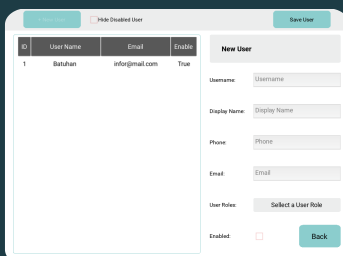 Hide Disabled User
Save User
ID User Name Email Enable
1 Batuhan infor@mail.com True
New User
Username: Username
Display Name: Display Name
Phone: Phone
Email: Email
User Roles: Sellect a User Role
Enabled:
Back